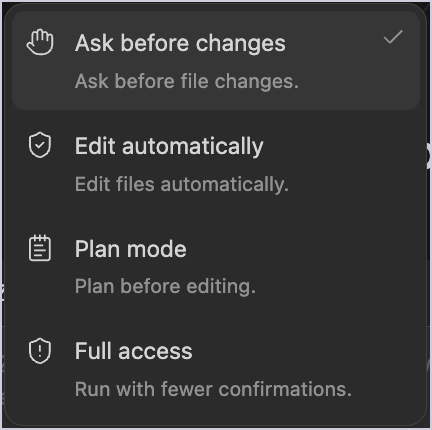 Ask before changes
Ask before file changes.
Edit automatically
Edit files automatically.
Plan mode
Plan before editing.
Full access
Run with fewer confirmations.